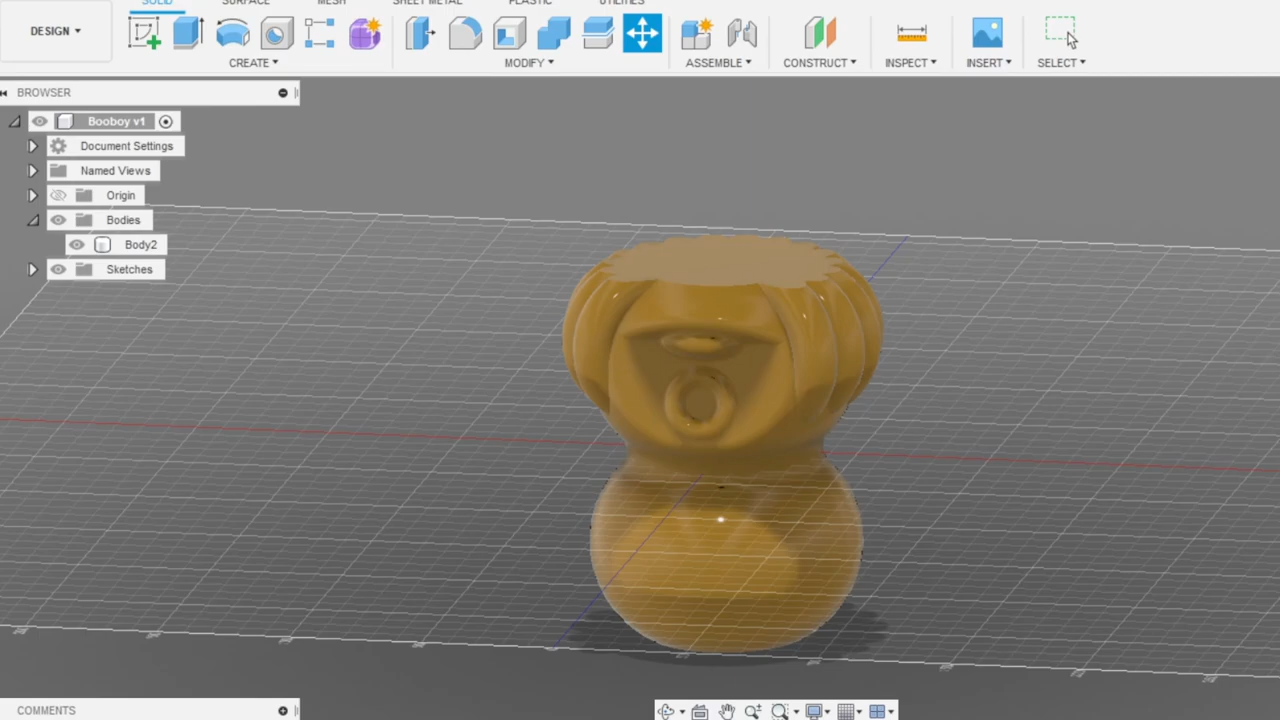 SOLID SURFACE MESH SHEET METAL PLASTIC UTILITIES
DESIGN
CREATE MODIFY ASSEMBLE CONSTRUCT INSPECT INSERT SELECT
BROWSER
Booboy v1
Document Settings
Named Views
Origin
Bodies
Body2
Sketches
COMMENTS